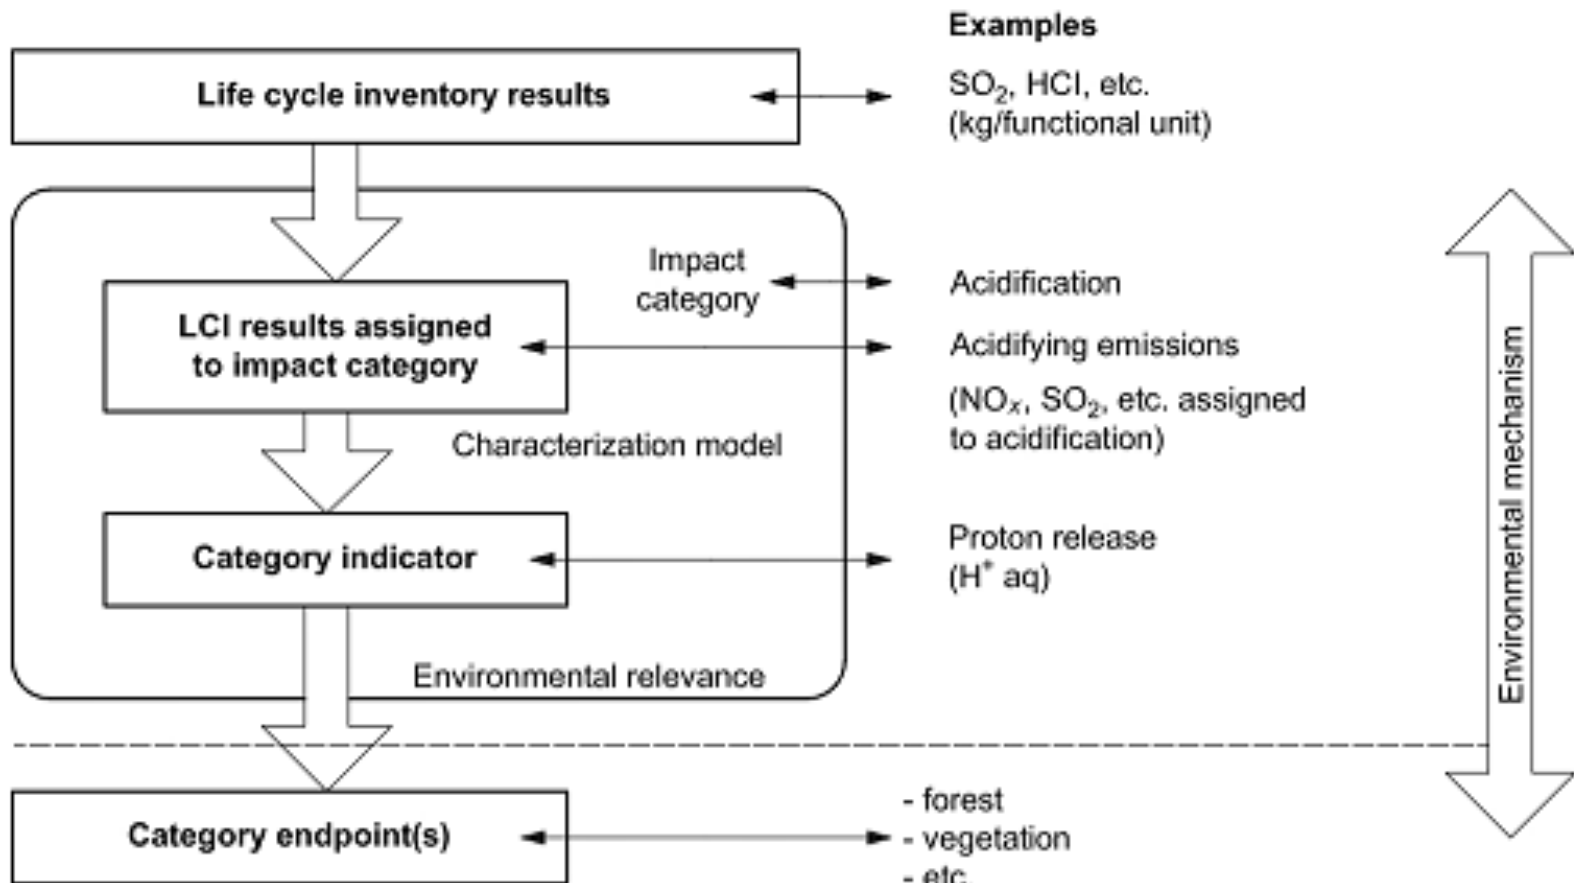 Examples
Life cycle inventory results
SO₂, HCl, etc.
(kg/functional unit)
Impact
category
Acidification
LCI results assigned
to impact category
Acidifying emissions
(NOₓ, SO₂, etc. assigned
to acidification)
Characterization model
Category indicator
Proton release
(H⁺ aq)
Environmental relevance
Environmental mechanism
Category endpoint(s)
- forest
- vegetation
- etc.